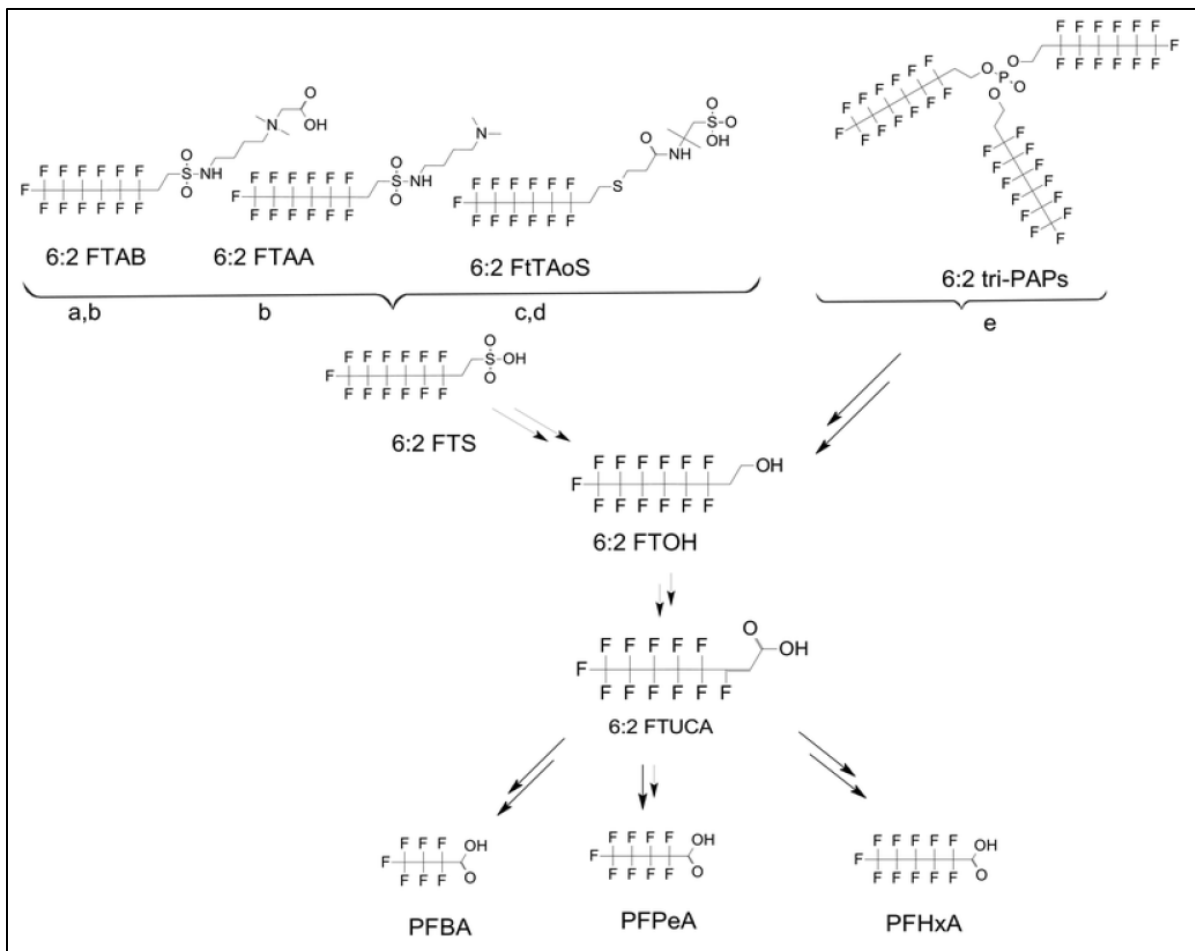 6:2 FTAB
6:2 FTAA
6:2 FtTAoS
6:2 tri-PAPs
a,b
b
c,d
e
6:2 FTS
6:2 FTOH
6:2 FTUCA
PFBA
PFPeA
PFHxA